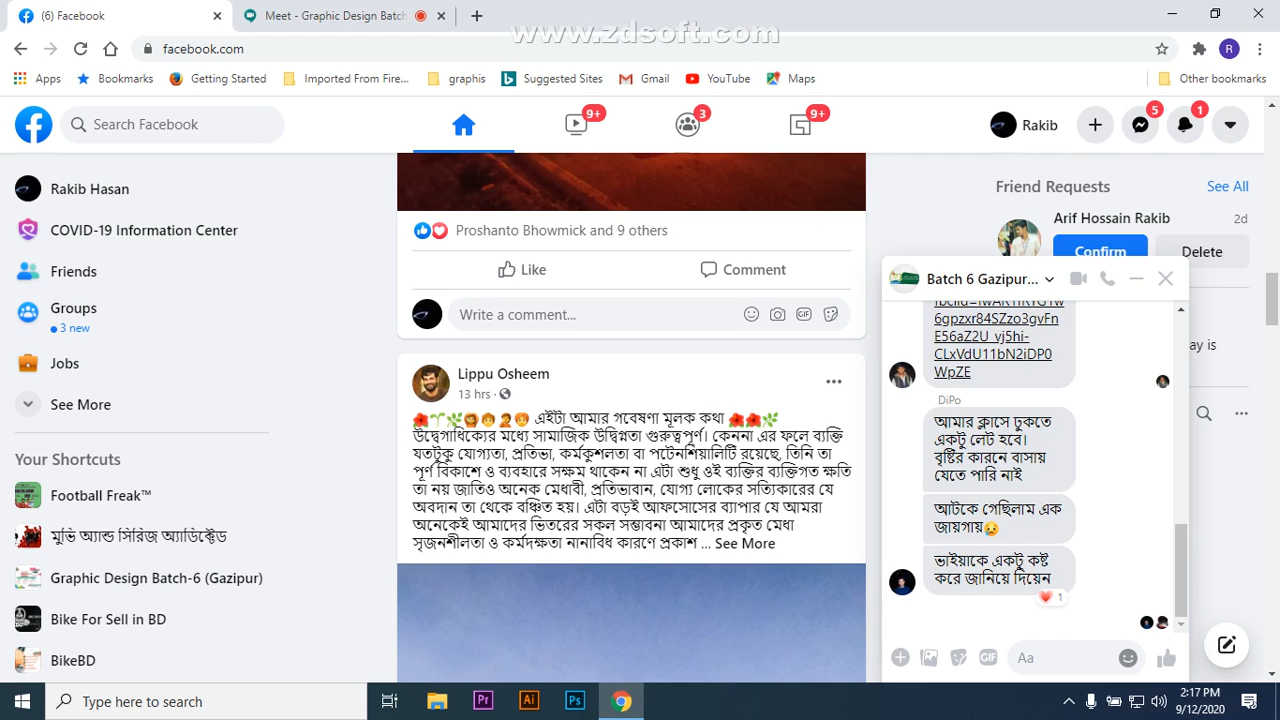 (6) Facebook
Meet - Graphic Design Batch
www.zdsoft.com
facebook.com
R
Apps
Bookmarks
Getting Started
Imported From Fire...
graphis
Suggested Sites
Gmail
YouTube
Maps
Other bookmarks
Search Facebook
9+
3
9+
Rakib
5
1
Rakib Hasan
COVID-19 Information Center
Friends
Groups
3 new
Jobs
See More
Your Shortcuts
Football Freak™
মুভি অ্যান্ড সিরিজ অ্যাডিক্টেড
Graphic Design Batch-6 (Gazipur)
Bike For Sell in BD
BikeBD
Proshanto Bhowmick and 9 others
Like
Comment
Write a comment...
GIF
Lippu Osheem
13 hrs
এইটা আমার গবেষণা মূলক কথা
উদ্বেগাধিক্যের মধ্যে সামাজিক উদ্বিগ্নতা গুরুত্বপূর্ণ। কেননা এর ফলে ব্যক্তি
যতটুকু যোগ্যতা, প্রতিভা, কর্মকুশলতা বা পটেনশিয়ালিটি রয়েছে, তিনি তা
পূর্ণ বিকাশে ও ব্যবহারে সক্ষম থাকেন না এটা শুধু ওই ব্যক্তির ব্যক্তিগত ক্ষতি
তা নয় জাতিও অনেক মেধাবী, প্রতিভাবান, যোগ্য লোকের সত্যিকারের যে
অবদান তা থেকে বঞ্চিত হয়। এটা বড়ই আফসোসের ব্যাপার যে আমরা
অনেকেই আমাদের ভিতরের সকল সম্ভাবনা আমাদের প্রকৃত মেধা
সৃজনশীলতা ও কর্মদক্ষতা নানাবিধ কারণে প্রকাশ ... See More
Friend Requests
See All
Arif Hossain Rakib
2d
Confirm
Delete
ay is
Batch 6 Gazipur...
6gpzxr84SZzo3gvFn
E56aZ2U_vj5hi-
CLxVdU11bN2iDP0
WpZE
DiPo
আমার ক্লাসে ঢুকতে
একটু লেট হবে।
বৃষ্টির কারনে বাসায়
যেতে পারি নাই
আটকে গেছিলাম এক
জায়গায়😥
ভাইয়াকে একটু কষ্ট
করে জানিয়ে দিয়েন
1
GIF
Aa
Type here to search
Pr
Ai
Ps
2:17 PM
9/12/2020